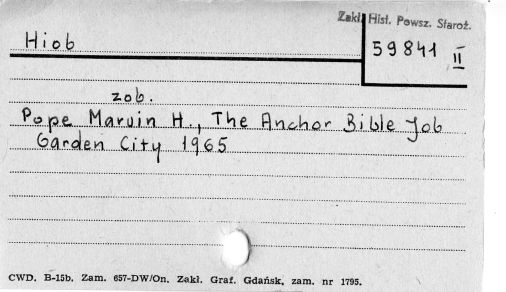 Zakł. Hist. Powsz. Staroż.
Hiob
59841 II
zob.
Pope Marvin H., The Anchor Bible Job
Garden City 1965
CWD. B-15b. Zam. 657-DW/On. Zakł. Graf. Gdańsk, zam. nr 1795.